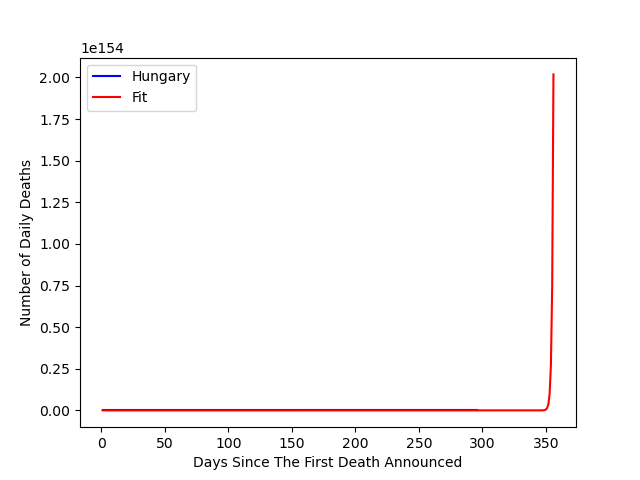 1e154
2.00
1.75
1.50
1.25
1.00
0.75
0.50
0.25
0.00
Number of Daily Deaths
Hungary
Fit
0 50 100 150 200 250 300 350
Days Since The First Death Announced